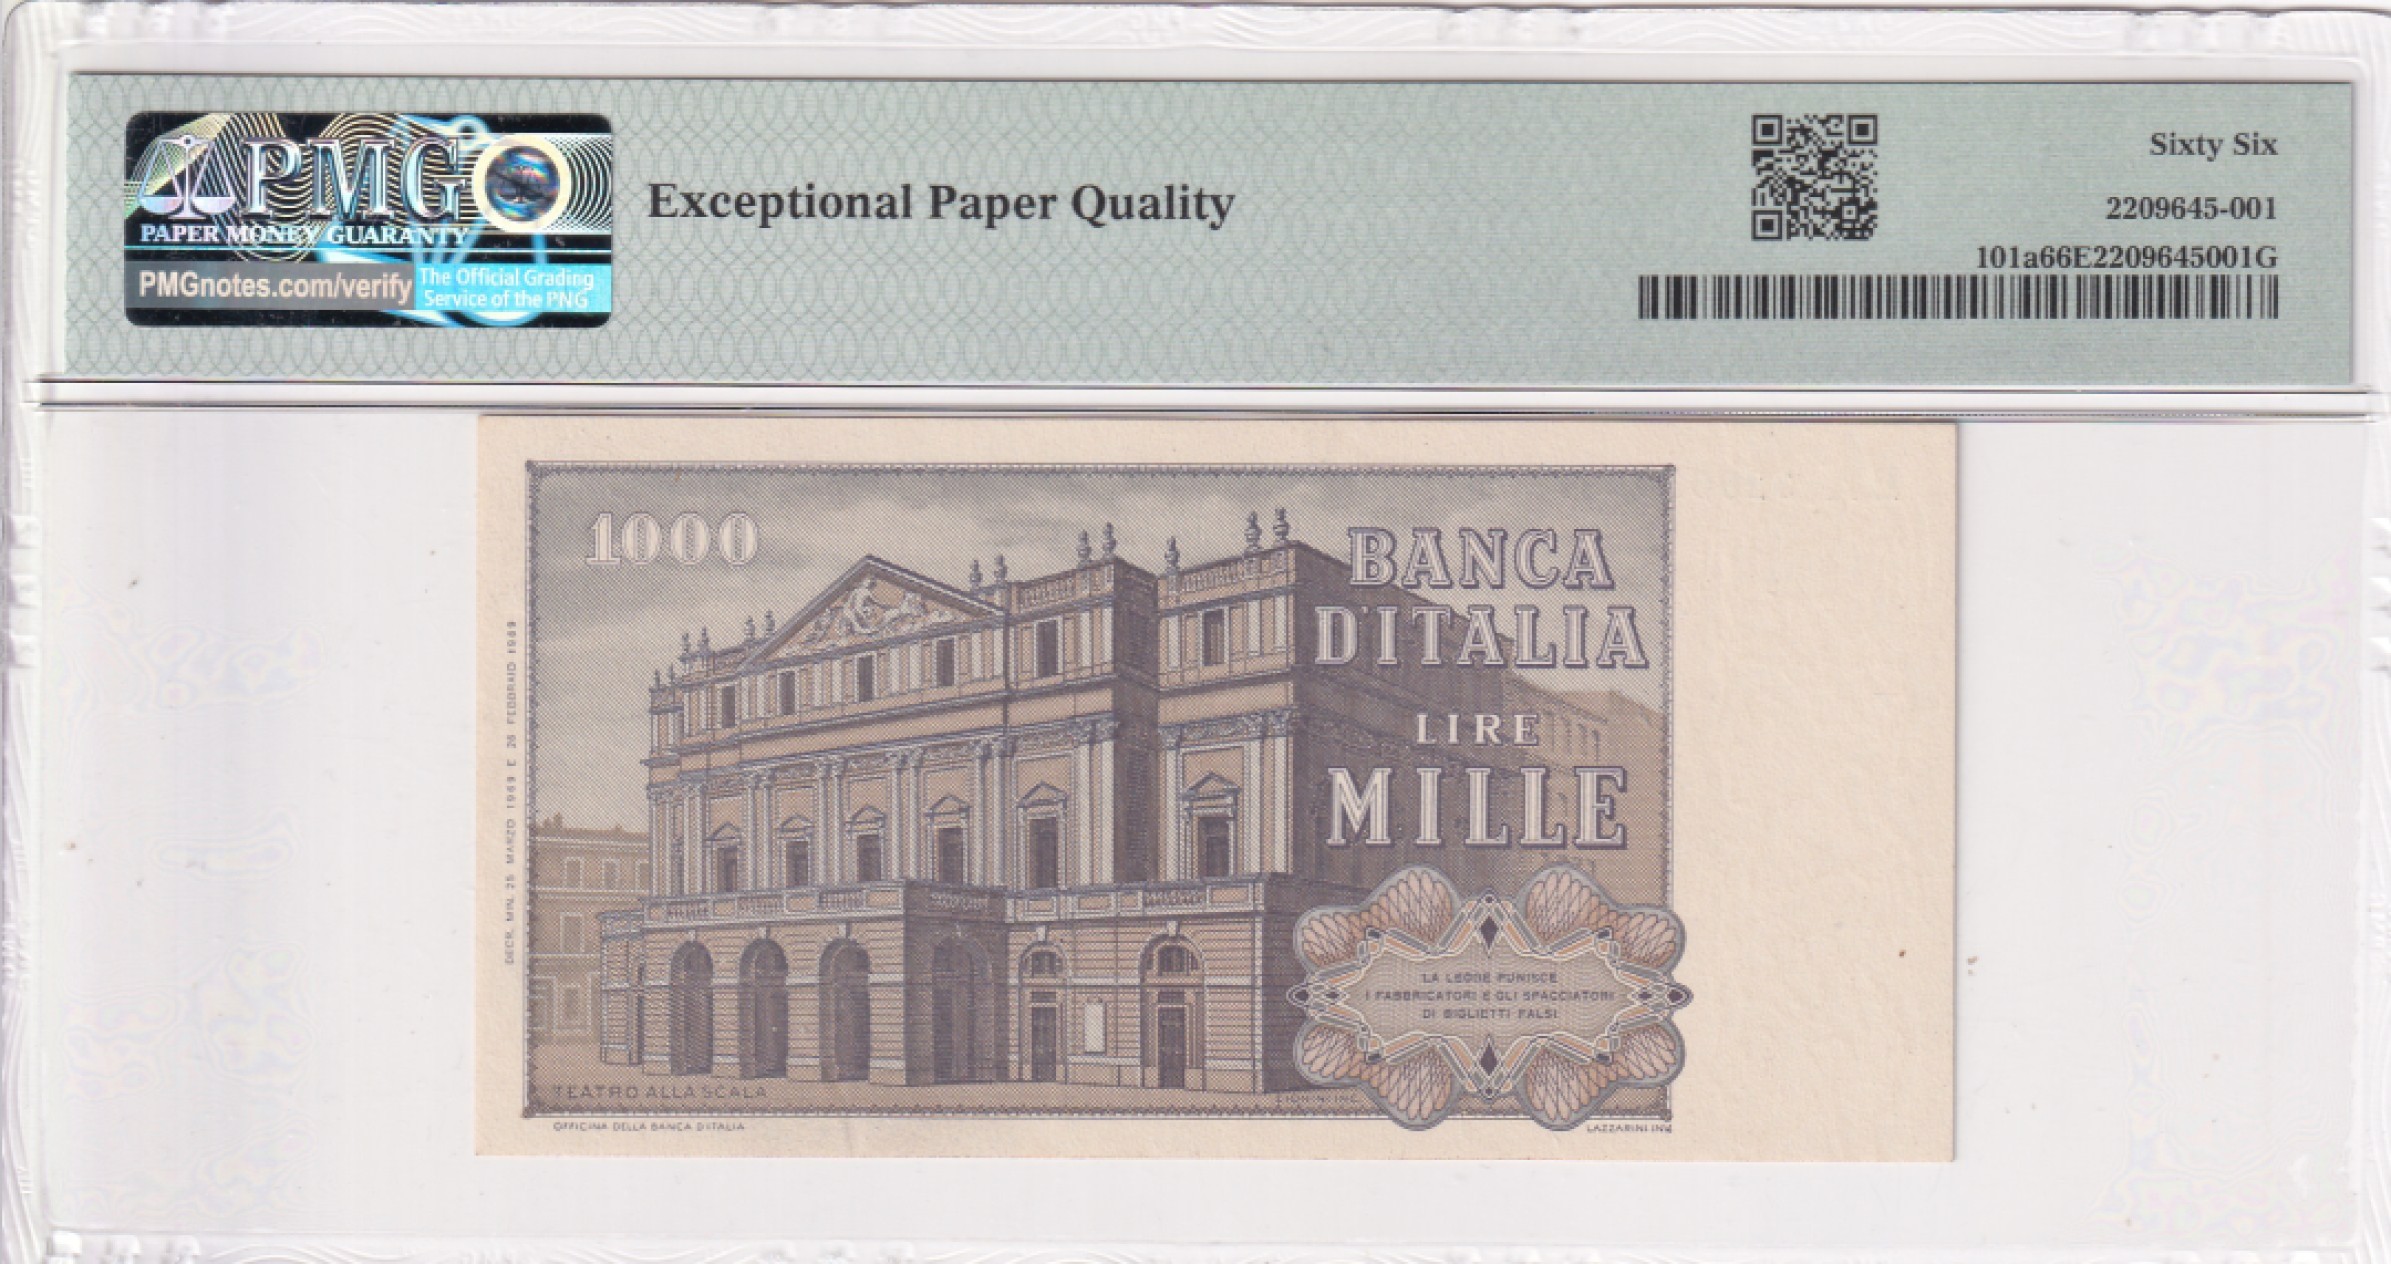 PMG
PAPER MONEY GUARANTY
PMGnotes.com/verify
The Official Grading
Service of the PNG
Exceptional Paper Quality
Sixty Six
2209645-001
101a66E2209645001G
1000
BANCA
D'ITALIA
LIRE
MILLE
DECR. MIN. 25 MARZO 1969 E 26 FEBBRAIO 1969
LA LEGGE PUNISCE
I FABBRICATORI E GLI SPACCIATORI
DI BIGLIETTI FALSI
TEATRO ALLA SCALA
OFFICINA DELLA BANCA D'ITALIA
LAZZARINI INC.